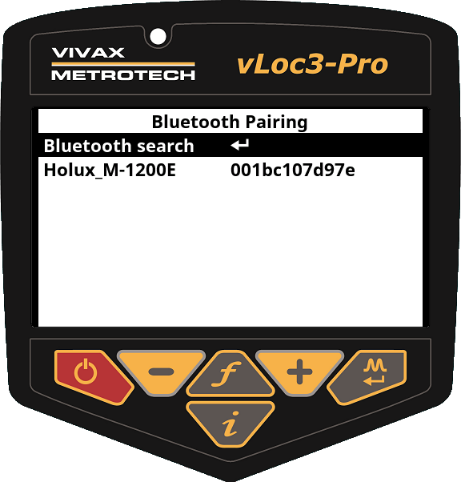 VIVAX
METROTECH
vLoc3-Pro
Bluetooth Pairing
Bluetooth search
Holux_M-1200E 001bc107d97e
f
i